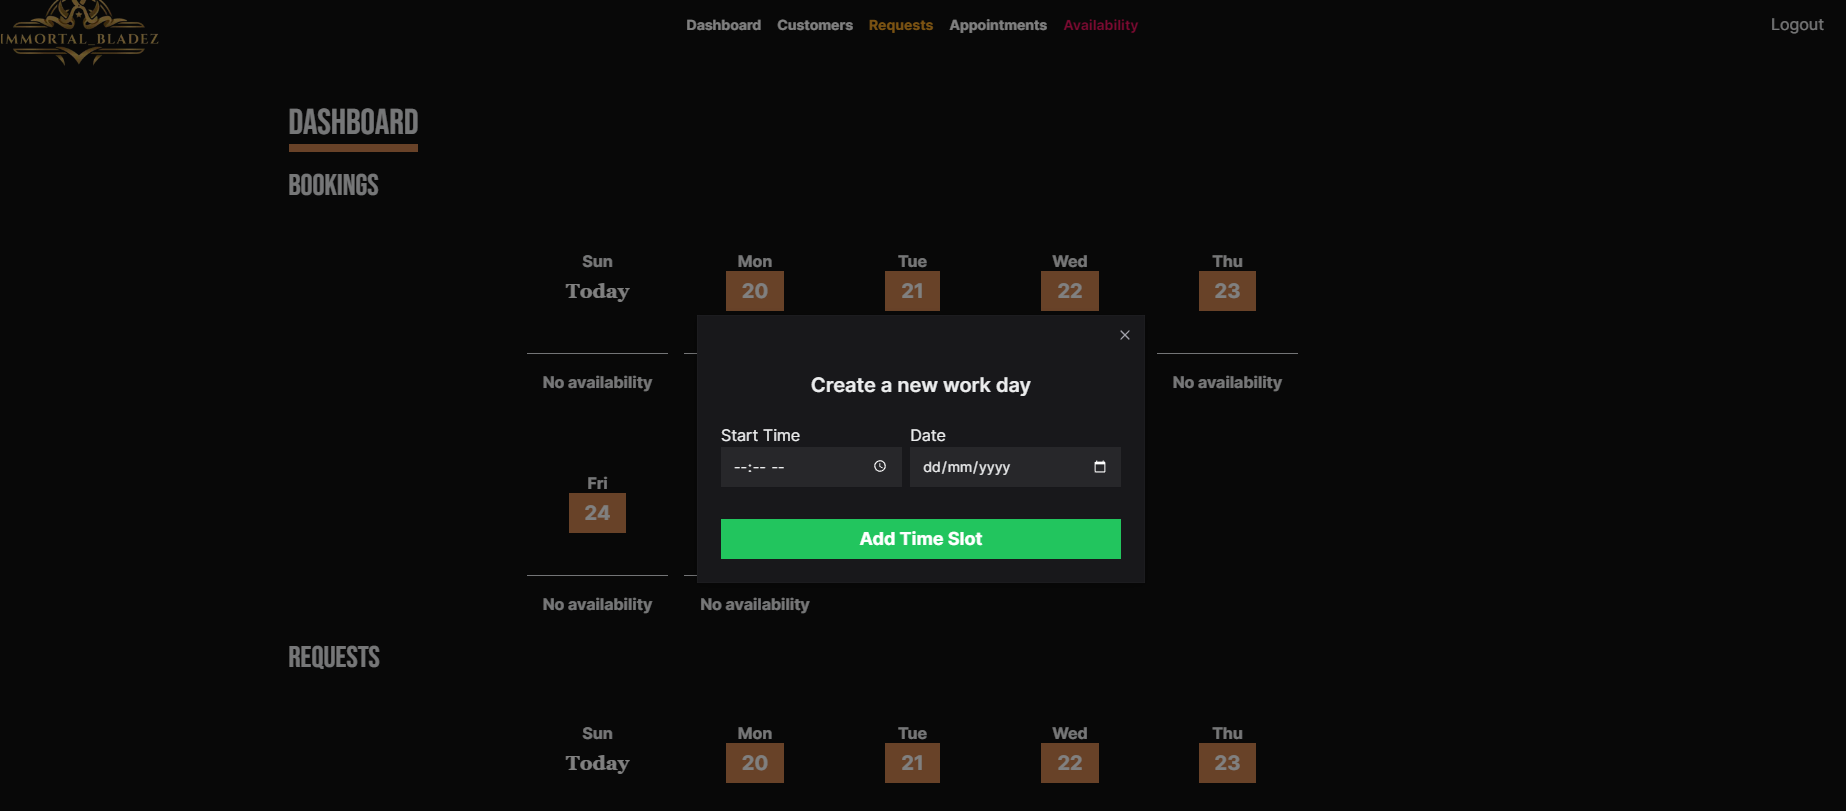 IMMORTAL_BLADEZ
Dashboard Customers Requests Appointments Availability
Logout
DASHBOARD
BOOKINGS
Sun Mon Tue Wed Thu
Today 20 21 22 23
Create a new work day
Start Time Date
--:-- -- dd/mm/yyyy
Add Time Slot
No availability No availability
Fri
24
No availability No availability
REQUESTS
Sun Mon Tue Wed Thu
Today 20 21 22 23